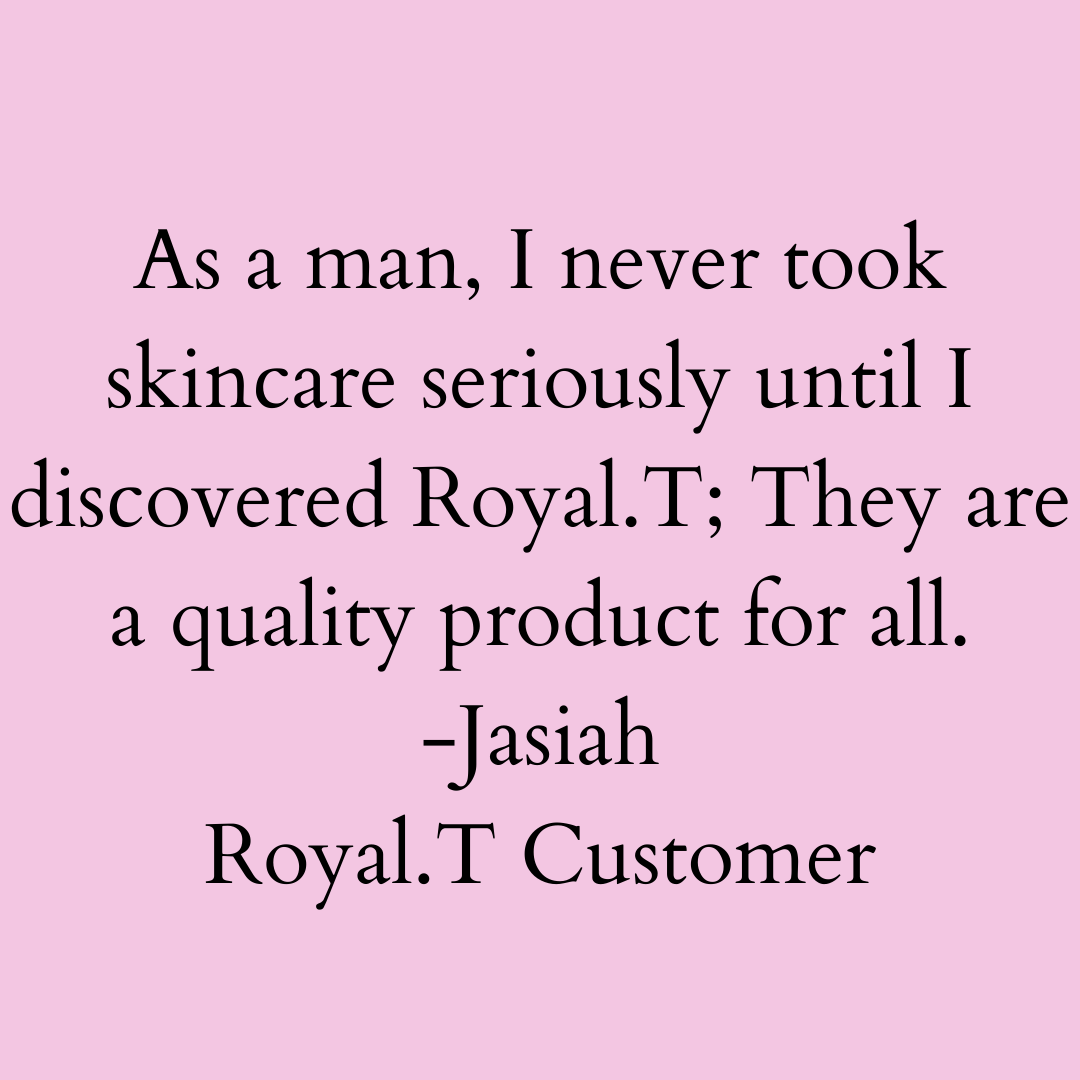 As a man, I never took
skincare seriously until I
discovered Royal.T; They are
a quality product for all.
-Jasiah
Royal.T Customer